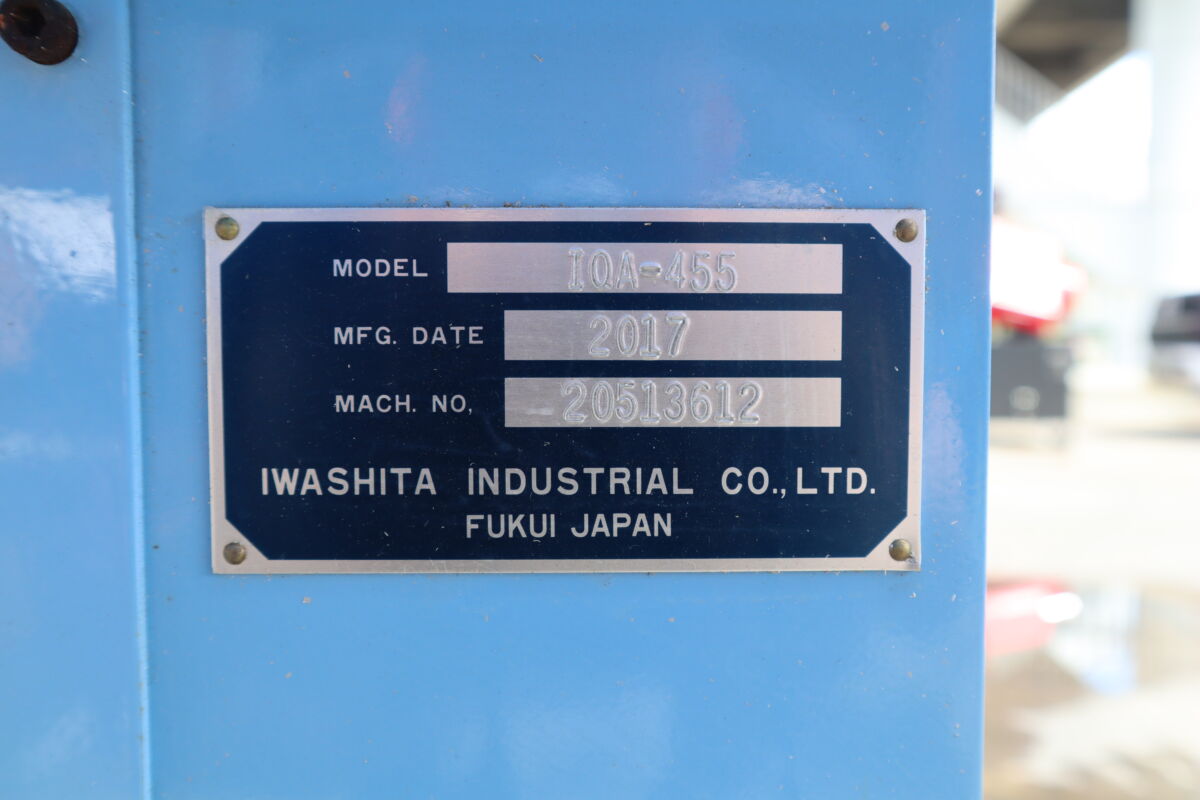 MODEL IQA-455
MFG. DATE 2017
MACH. NO, 20513612
IWASHITA INDUSTRIAL CO., LTD.
FUKUI JAPAN